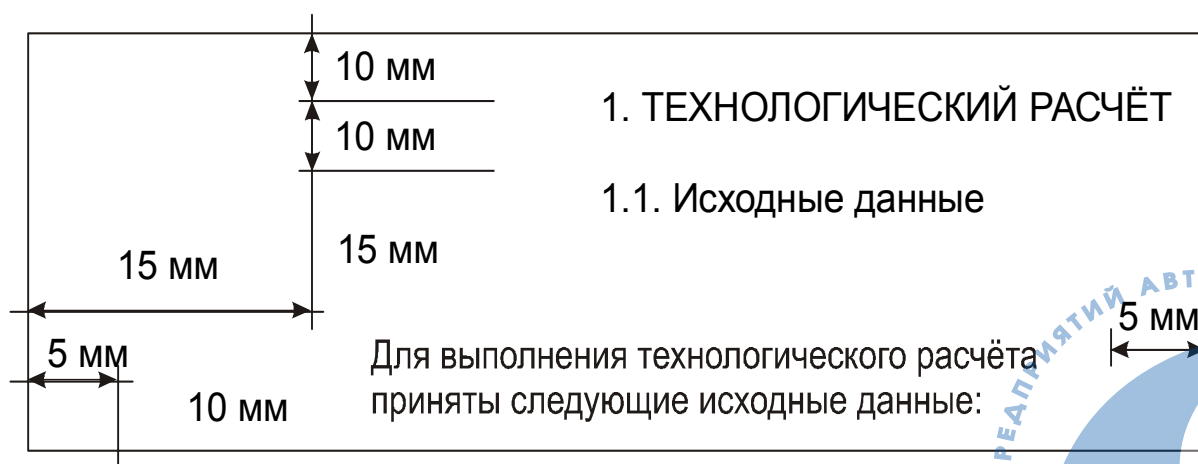 10 мм
1. ТЕХНОЛОГИЧЕСКИЙ РАСЧЁТ
10 мм
1.1. Исходные данные
15 мм
15 мм
5 мм
5 мм
Для выполнения технологического расчёта
приняты следующие исходные данные:
10 мм